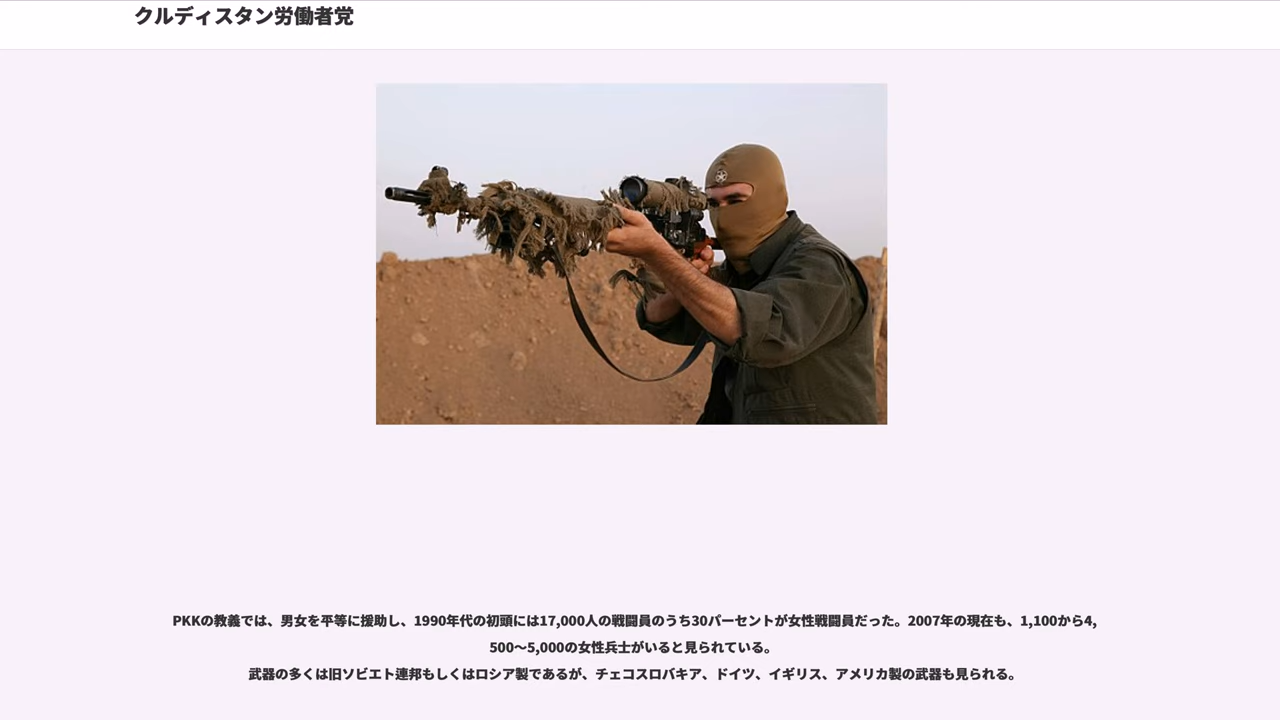 クルディスタン労働者党
PKKの教義では、男女を平等に援助し、1990年代の初頭には17,000人の戦闘員のうち30パーセントが女性戦闘員だった。2007年の現在も、1,100から4,
500〜5,000の女性兵士がいると見られている。
武器の多くは旧ソビエト連邦もしくはロシア製であるが、チェコスロバキア、ドイツ、イギリス、アメリカ製の武器も見られる。